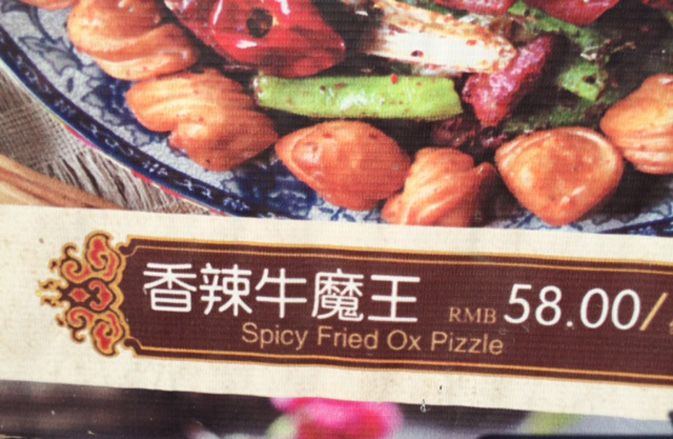 香辣牛魔王 RMB 58.00/
Spicy Fried Ox Pizzle